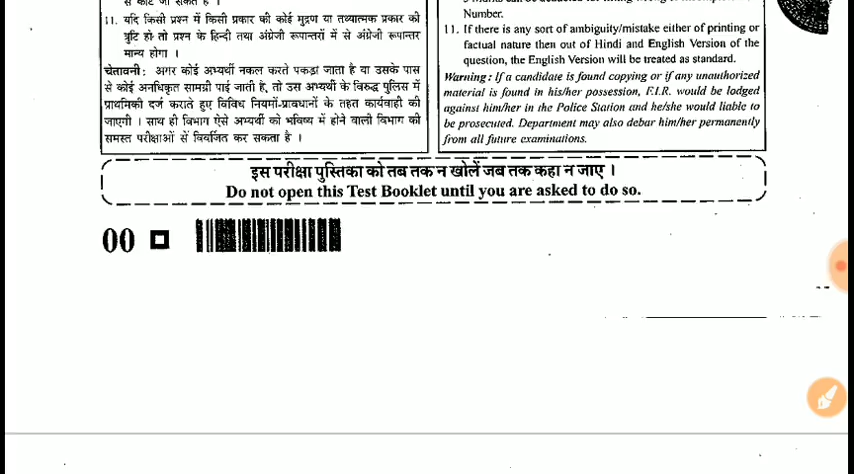 से काटे जा सकते हैं ।
11. यदि किसी प्रश्न में किसी प्रकार की कोई मुद्रण या तथ्यात्मक प्रकार की
त्रुटि हो तो प्रश्न के हिन्दी तथा अंग्रेजी रूपान्तरों में से अंग्रेजी रूपान्तर
मान्य होगा ।
चेतावनी : अगर कोई अभ्यर्थी नकल करते पकड़ा जाता है या उसके पास
से कोई अनधिकृत सामग्री पाई जाती है, तो उस अभ्यर्थी के विरुद्ध पुलिस में
प्राथमिकी दर्ज कराते हुए विविध नियमों-प्रावधानों के तहत कार्यवाही की
जाएगी । साथ ही विभाग ऐसे अभ्यर्थी को भविष्य में होने वाली विभाग की
समस्त परीक्षाओं से विवर्जित कर सकता है ।
Number.
11. If there is any sort of ambiguity/mistake either of printing or
factual nature then out of Hindi and English Version of the
question, the English Version will be treated as standard.
Warning : If a candidate is found copying or if any unauthorized
material is found in his/her possession, F.I.R. would be lodged
against him/her in the Police Station and he/she would liable to
be prosecuted. Department may also debar him/her permanently
from all future examinations.
इस परीक्षा पुस्तिका को तब तक न खोलें जब तक कहा न जाए ।
Do not open this Test Booklet until you are asked to do so.
00